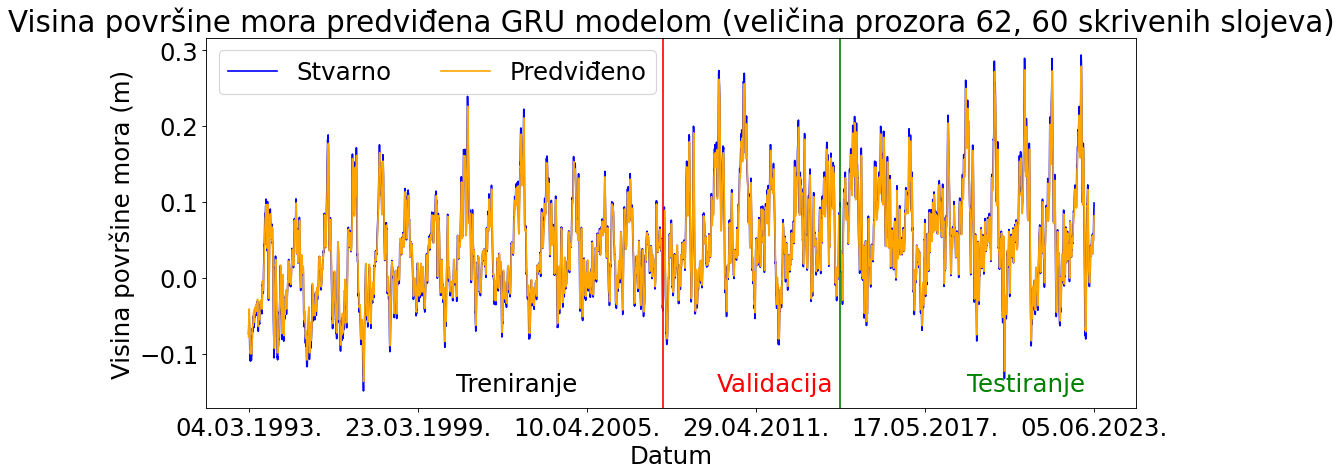 Visina površine mora predviđena GRU modelom (veličina prozora 62, 60 skrivenih slojeva)
Stvarno Predviđeno
Visina površine mora (m)
0.3
0.2
0.1
0.0
−0.1
Treniranje Validacija Testiranje
04.03.1993. 23.03.1999. 10.04.2005. 29.04.2011. 17.05.2017. 05.06.2023.
Datum